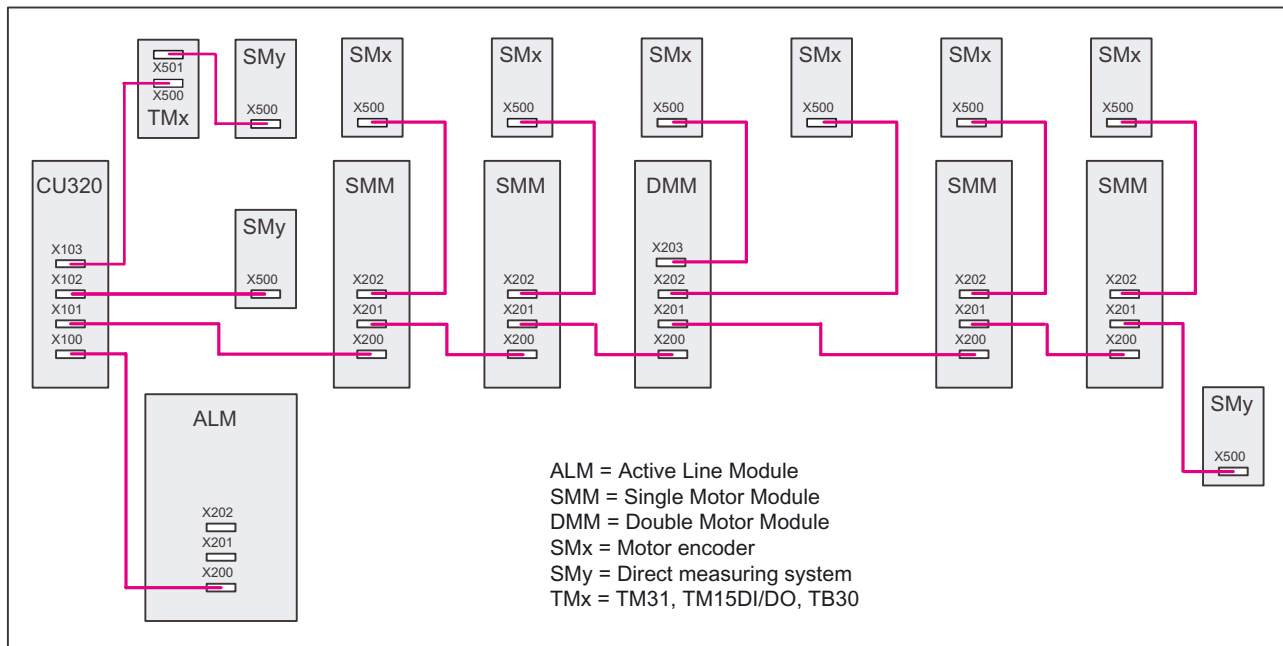 X501
X500
TMx
SMy
X500
SMx
X500
SMx
X500
SMx
X500
SMx
X500
SMx
X500
SMx
X500
CU320
X103
X102
X101
X100
SMy
X500
SMM
X202
X201
X200
SMM
X202
X201
X200
DMM
X203
X202
X201
X200
SMM
X202
X201
X200
SMM
X202
X201
X200
SMy
X500
ALM
X202
X201
X200
ALM = Active Line Module
SMM = Single Motor Module
DMM = Double Motor Module
SMx = Motor encoder
SMy = Direct measuring system
TMx = TM31, TM15DI/DO, TB30